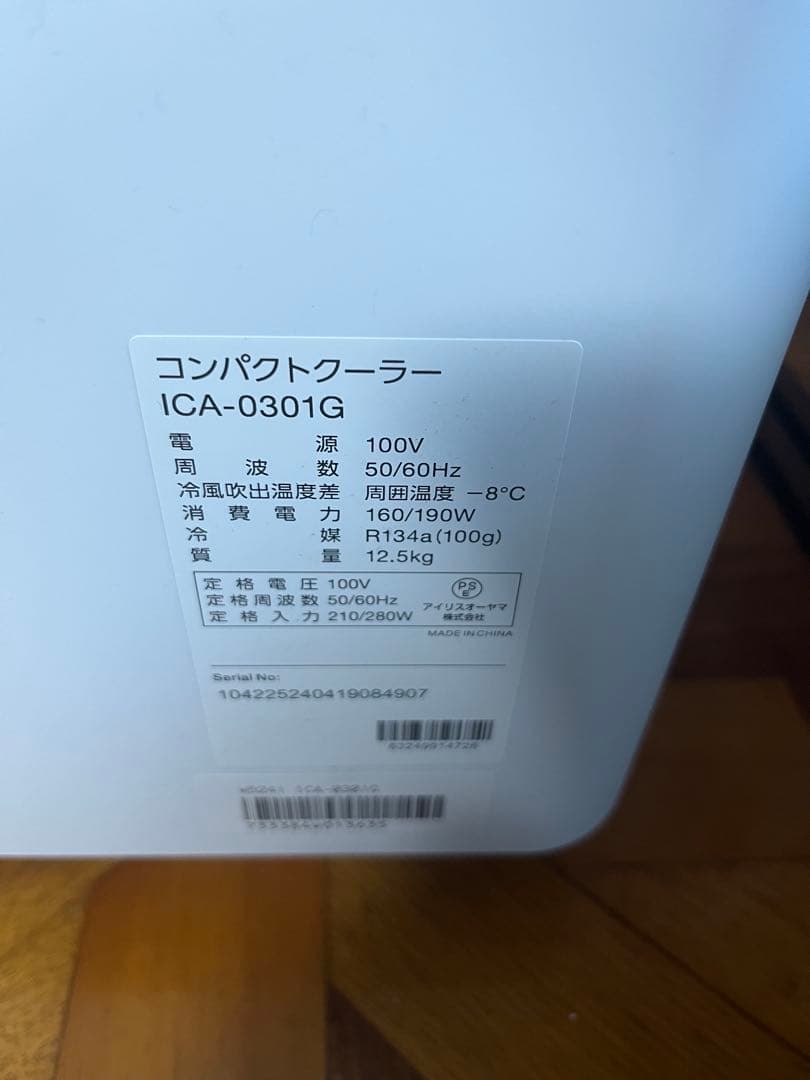 コンパクトクーラー
ICA-0301G
電源 100V
周波数 50/60Hz
冷風吹出温度差 周囲温度 −8℃
消費電力 160/190W
冷媒 R134a(100g)
質量 12.5kg
定格電圧 100V
定格周波数 50/60Hz
定格入力 210/280W
PSE
アイリスオーヤマ
株式会社
MADE IN CHINA
Serial No:
104225240419084907
ICA-0301G